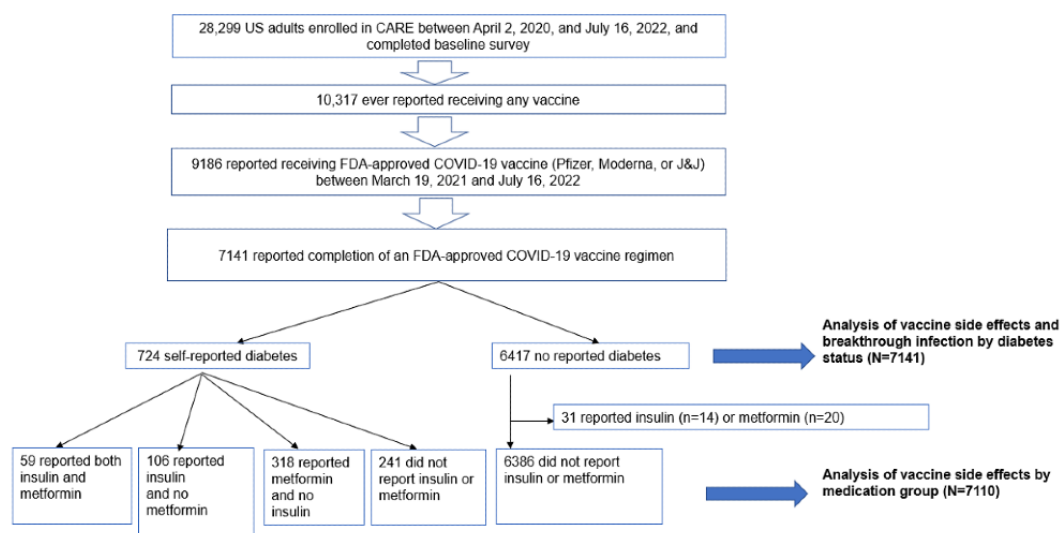 28,299 US adults enrolled in CARE between April 2, 2020, and July 16, 2022, and
completed baseline survey
10,317 ever reported receiving any vaccine
9186 reported receiving FDA-approved COVID-19 vaccine (Pfizer, Moderna, or J&J)
between March 19, 2021 and July 16, 2022
7141 reported completion of an FDA-approved COVID-19 vaccine regimen
724 self-reported diabetes
6417 no reported diabetes
Analysis of vaccine side effects and
breakthrough infection by diabetes
status (N=7141)
31 reported insulin (n=14) or metformin (n=20)
59 reported both
insulin and
metformin
106 reported
insulin
and no
metformin
318 reported
metformin
and no
insulin
241 did not
report insulin or
metformin
6386 did not report
insulin or metformin
Analysis of vaccine side effects by
medication group (N=7110)